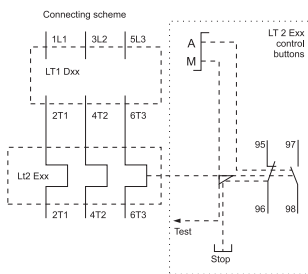 Connecting scheme
LT 2 Exx
control
buttons
1L1 3L2 5L3
A
M
LT1 Dxx
2T1 4T2 6T3
95 97
Lt2 Exx
96 98
2T1 4T2 6T3
Test
Stop